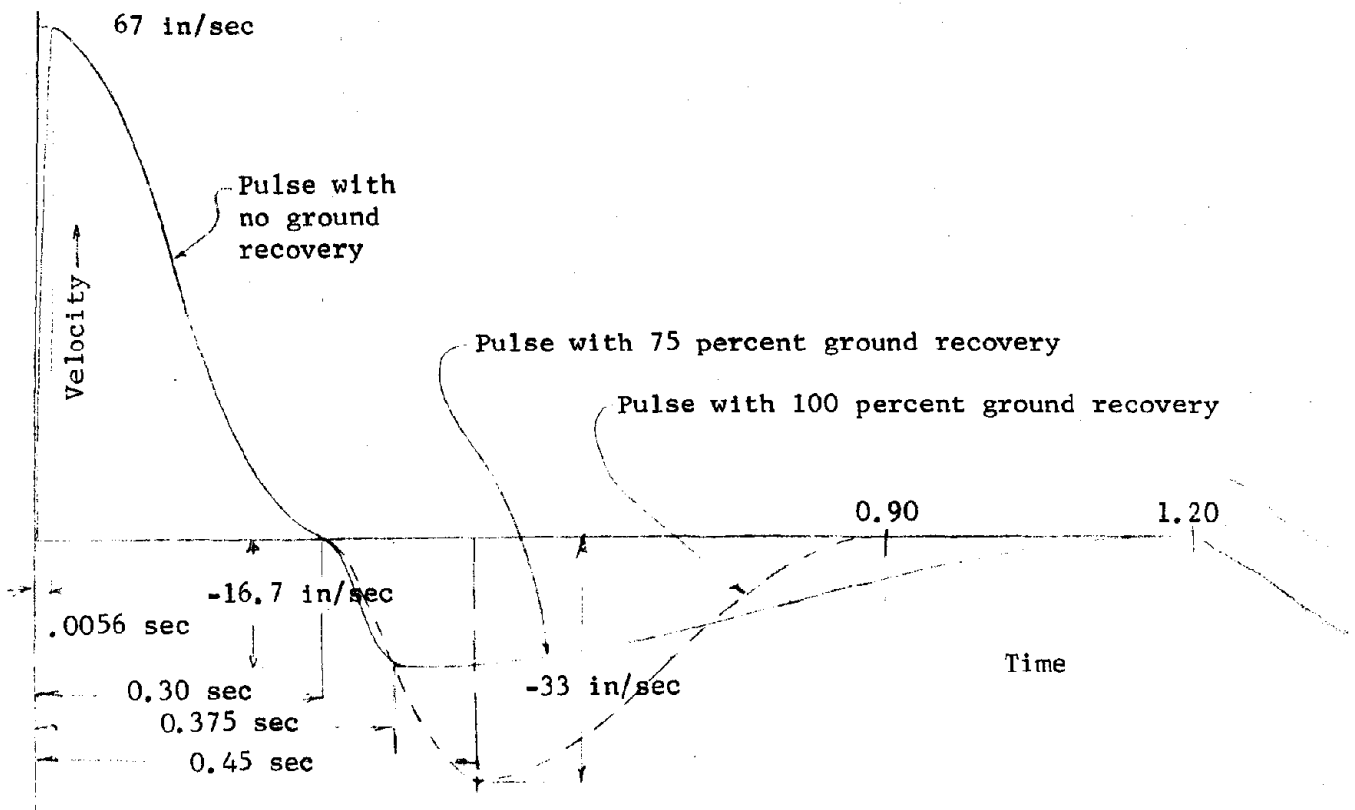 67 in/sec
Pulse with
no ground
recovery
Velocity
Pulse with 75 percent ground recovery
Pulse with 100 percent ground recovery
0.90
1.20
-16.7 in/sec
.0056 sec
Time
-33 in/sec
0.30 sec
0.375 sec
0.45 sec